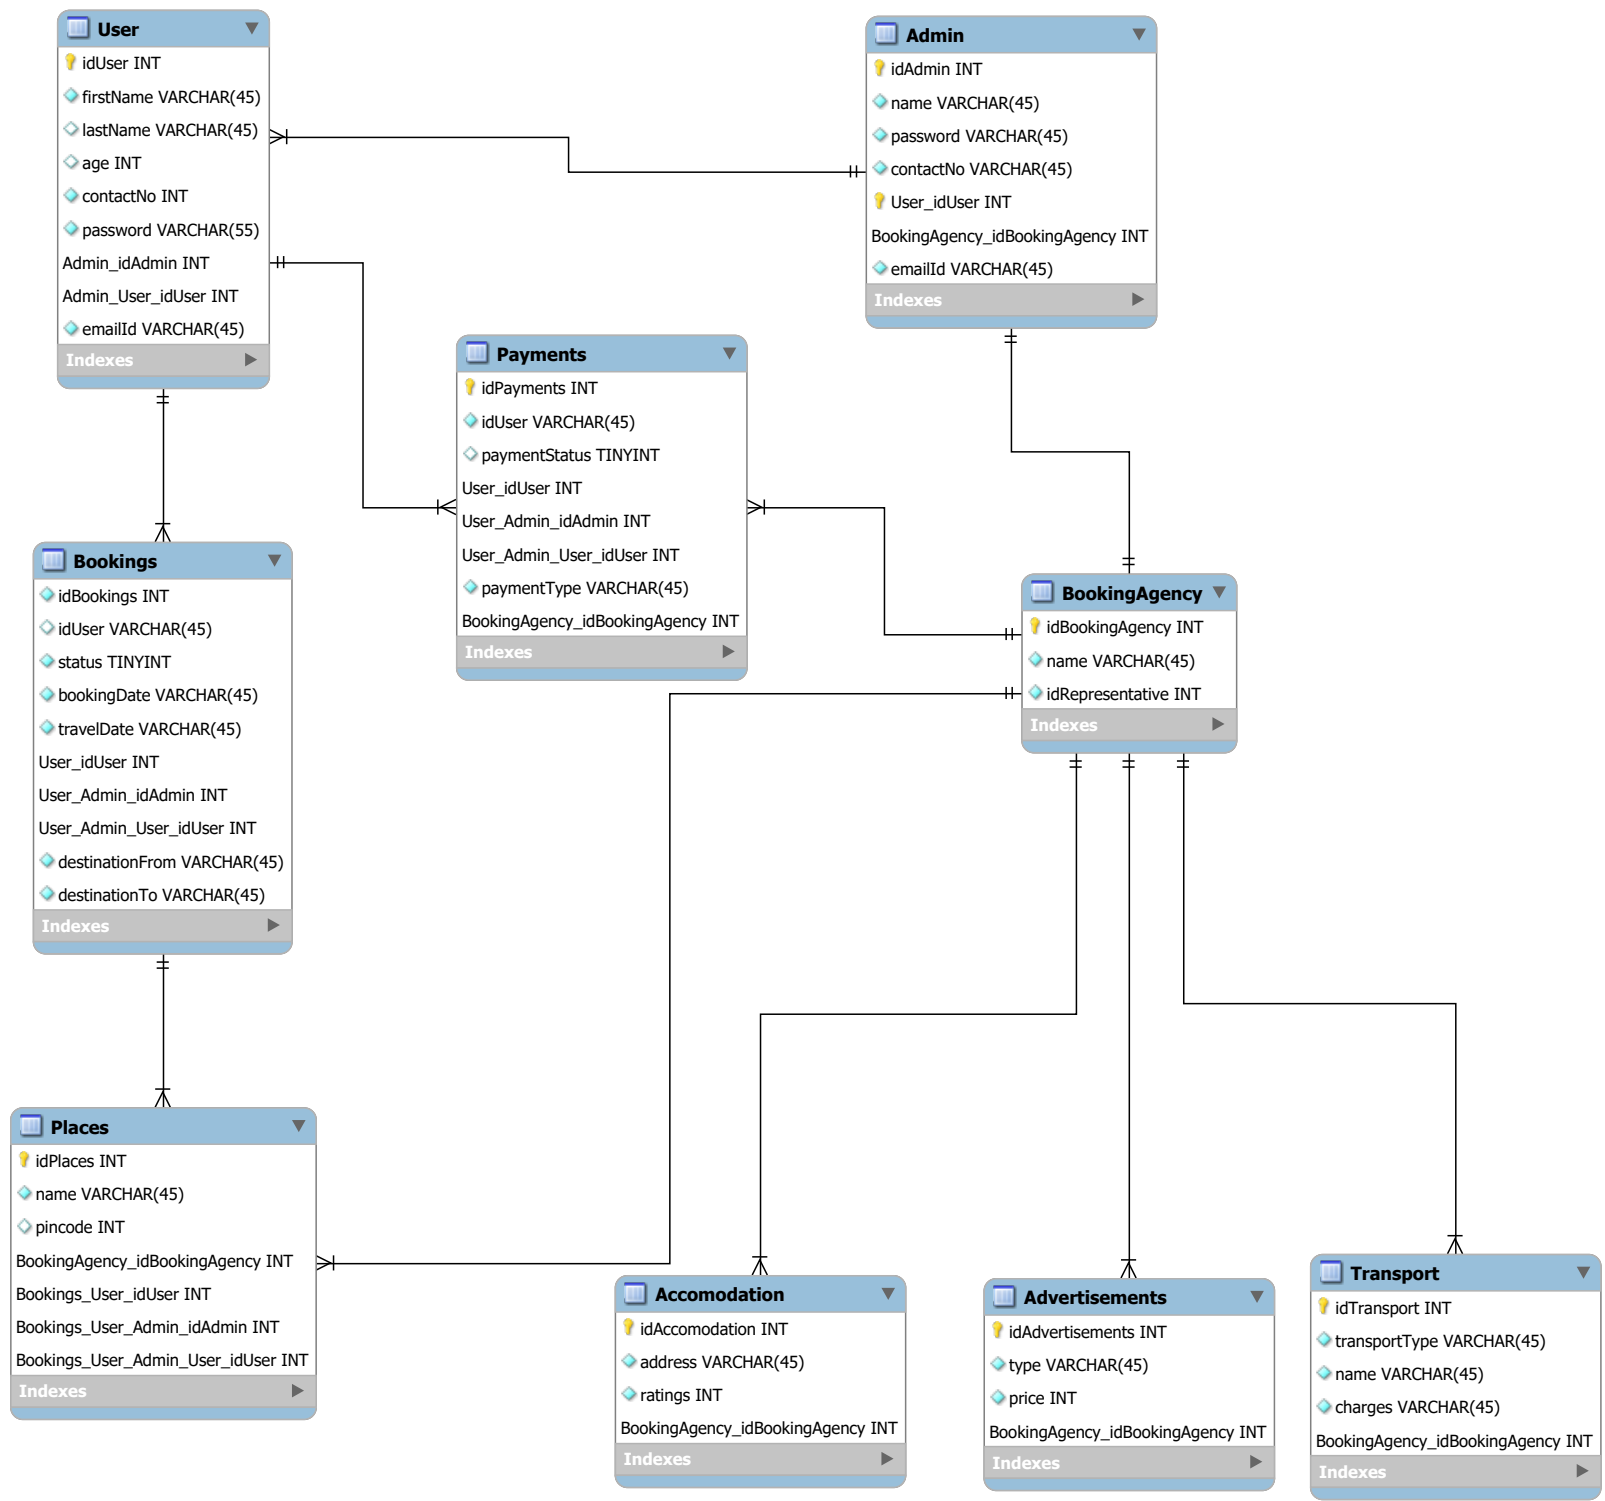 User
idUser INT
firstName VARCHAR(45)
lastName VARCHAR(45)
age INT
contactNo INT
password VARCHAR(55)
Admin_idAdmin INT
Admin_User_idUser INT
emailId VARCHAR(45)
Indexes
Admin
idAdmin INT
name VARCHAR(45)
password VARCHAR(45)
contactNo VARCHAR(45)
User_idUser INT
BookingAgency_idBookingAgency INT
emailId VARCHAR(45)
Indexes
Payments
idPayments INT
idUser VARCHAR(45)
paymentStatus TINYINT
User_idUser INT
User_Admin_idAdmin INT
User_Admin_User_idUser INT
paymentType VARCHAR(45)
BookingAgency_idBookingAgency INT
Indexes
Bookings
idBookings INT
idUser VARCHAR(45)
status TINYINT
bookingDate VARCHAR(45)
travelDate VARCHAR(45)
User_idUser INT
User_Admin_idAdmin INT
User_Admin_User_idUser INT
destinationFrom VARCHAR(45)
destinationTo VARCHAR(45)
Indexes
BookingAgency
idBookingAgency INT
name VARCHAR(45)
idRepresentative INT
Indexes
Places
idPlaces INT
name VARCHAR(45)
pincode INT
BookingAgency_idBookingAgency INT
Bookings_User_idUser INT
Bookings_User_Admin_idAdmin INT
Bookings_User_Admin_User_idUser INT
Indexes
Accomodation
idAccomodation INT
address VARCHAR(45)
ratings INT
BookingAgency_idBookingAgency INT
Indexes
Advertisements
idAdvertisements INT
type VARCHAR(45)
price INT
BookingAgency_idBookingAgency INT
Indexes
Transport
idTransport INT
transportType VARCHAR(45)
name VARCHAR(45)
charges VARCHAR(45)
BookingAgency_idBookingAgency INT
Indexes